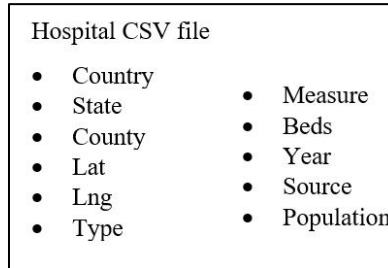 Hospital CSV file
• Country
• State
• County
• Lat
• Lng
• Type
• Measure
• Beds
• Year
• Source
• Population